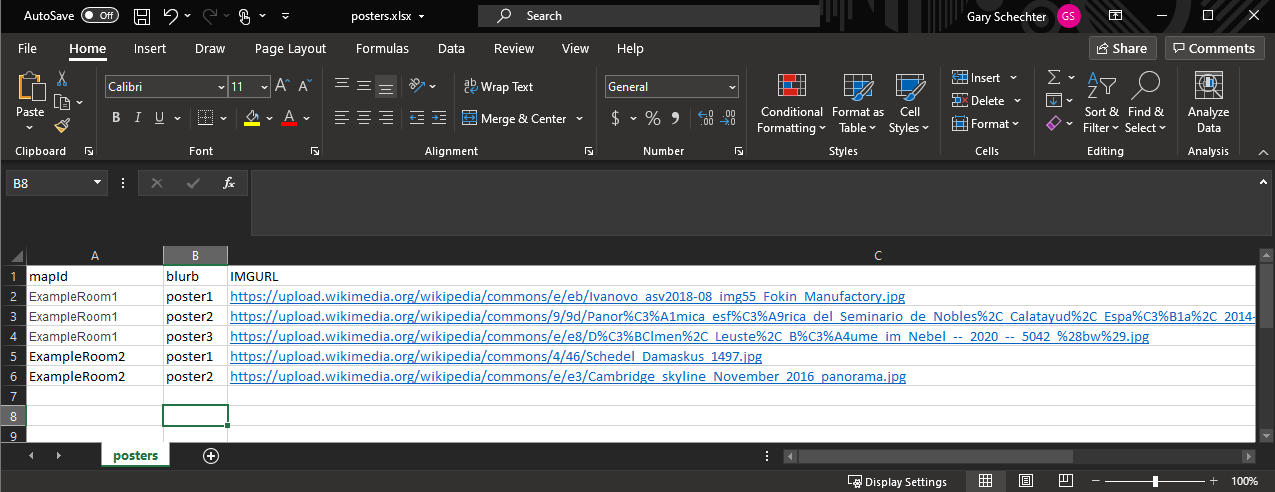 AutoSave Off posters.xlsx Search Gary Schechter GS
File Home Insert Draw Page Layout Formulas Data Review View Help Share Comments
Calibri 11 ab Wrap Text General Insert
Paste B I U A Merge & Center $ % Conditional Formatting Format as Table Cell Styles Delete Format Sort & Filter Find & Select Analyze Data
Clipboard Font Alignment Number Styles Cells Editing Analysis
B8 fx
A B C
1 mapId blurb IMGURL
2 ExampleRoom1 poster1 https://upload.wikimedia.org/wikipedia/commons/e/eb/Ivanovo_asv2018-08_img55_Fokin_Manufactory.jpg
3 ExampleRoom1 poster2 https://upload.wikimedia.org/wikipedia/commons/9/9d/Panor%C3%A1mica_esf%C3%A9rica_del_Seminario_de_Nobles%2C_Calatayud%2C_Espa%C3%B1a%2C_2014-
4 ExampleRoom1 poster3 https://upload.wikimedia.org/wikipedia/commons/e/e8/D%C3%BClmen%2C_Leuste%2C_B%C3%A4ume_im_Nebel_--_2020_--_5042_%28bw%29.jpg
5 ExampleRoom2 poster1 https://upload.wikimedia.org/wikipedia/commons/4/46/Schedel_Damaskus_1497.jpg
6 ExampleRoom2 poster2 https://upload.wikimedia.org/wikipedia/commons/e/e3/Cambridge_skyline_November_2016_panorama.jpg
7
8
9
posters
Display Settings 100%